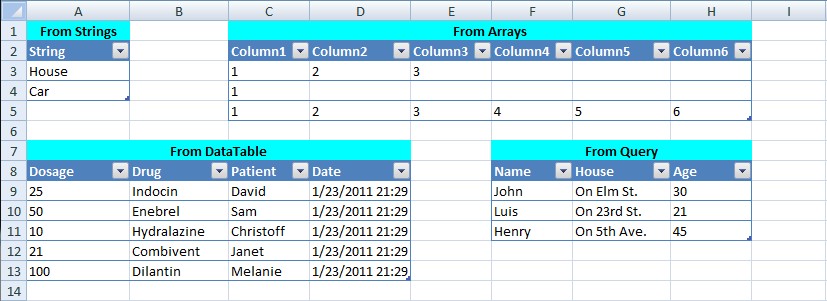 A B C D E F G H I
1 From Strings From Arrays
2 String Column1 Column2 Column3 Column4 Column5 Column6
3 House 1 2 3
4 Car 1
5 1 2 3 4 5 6
6
7 From DataTable From Query
8 Dosage Drug Patient Date Name House Age
9 25 Indocin David 1/23/2011 21:29 John On Elm St. 30
10 50 Enebrel Sam 1/23/2011 21:29 Luis On 23rd St. 21
11 10 Hydralazine Christoff 1/23/2011 21:29 Henry On 5th Ave. 45
12 21 Combivent Janet 1/23/2011 21:29
13 100 Dilantin Melanie 1/23/2011 21:29
14